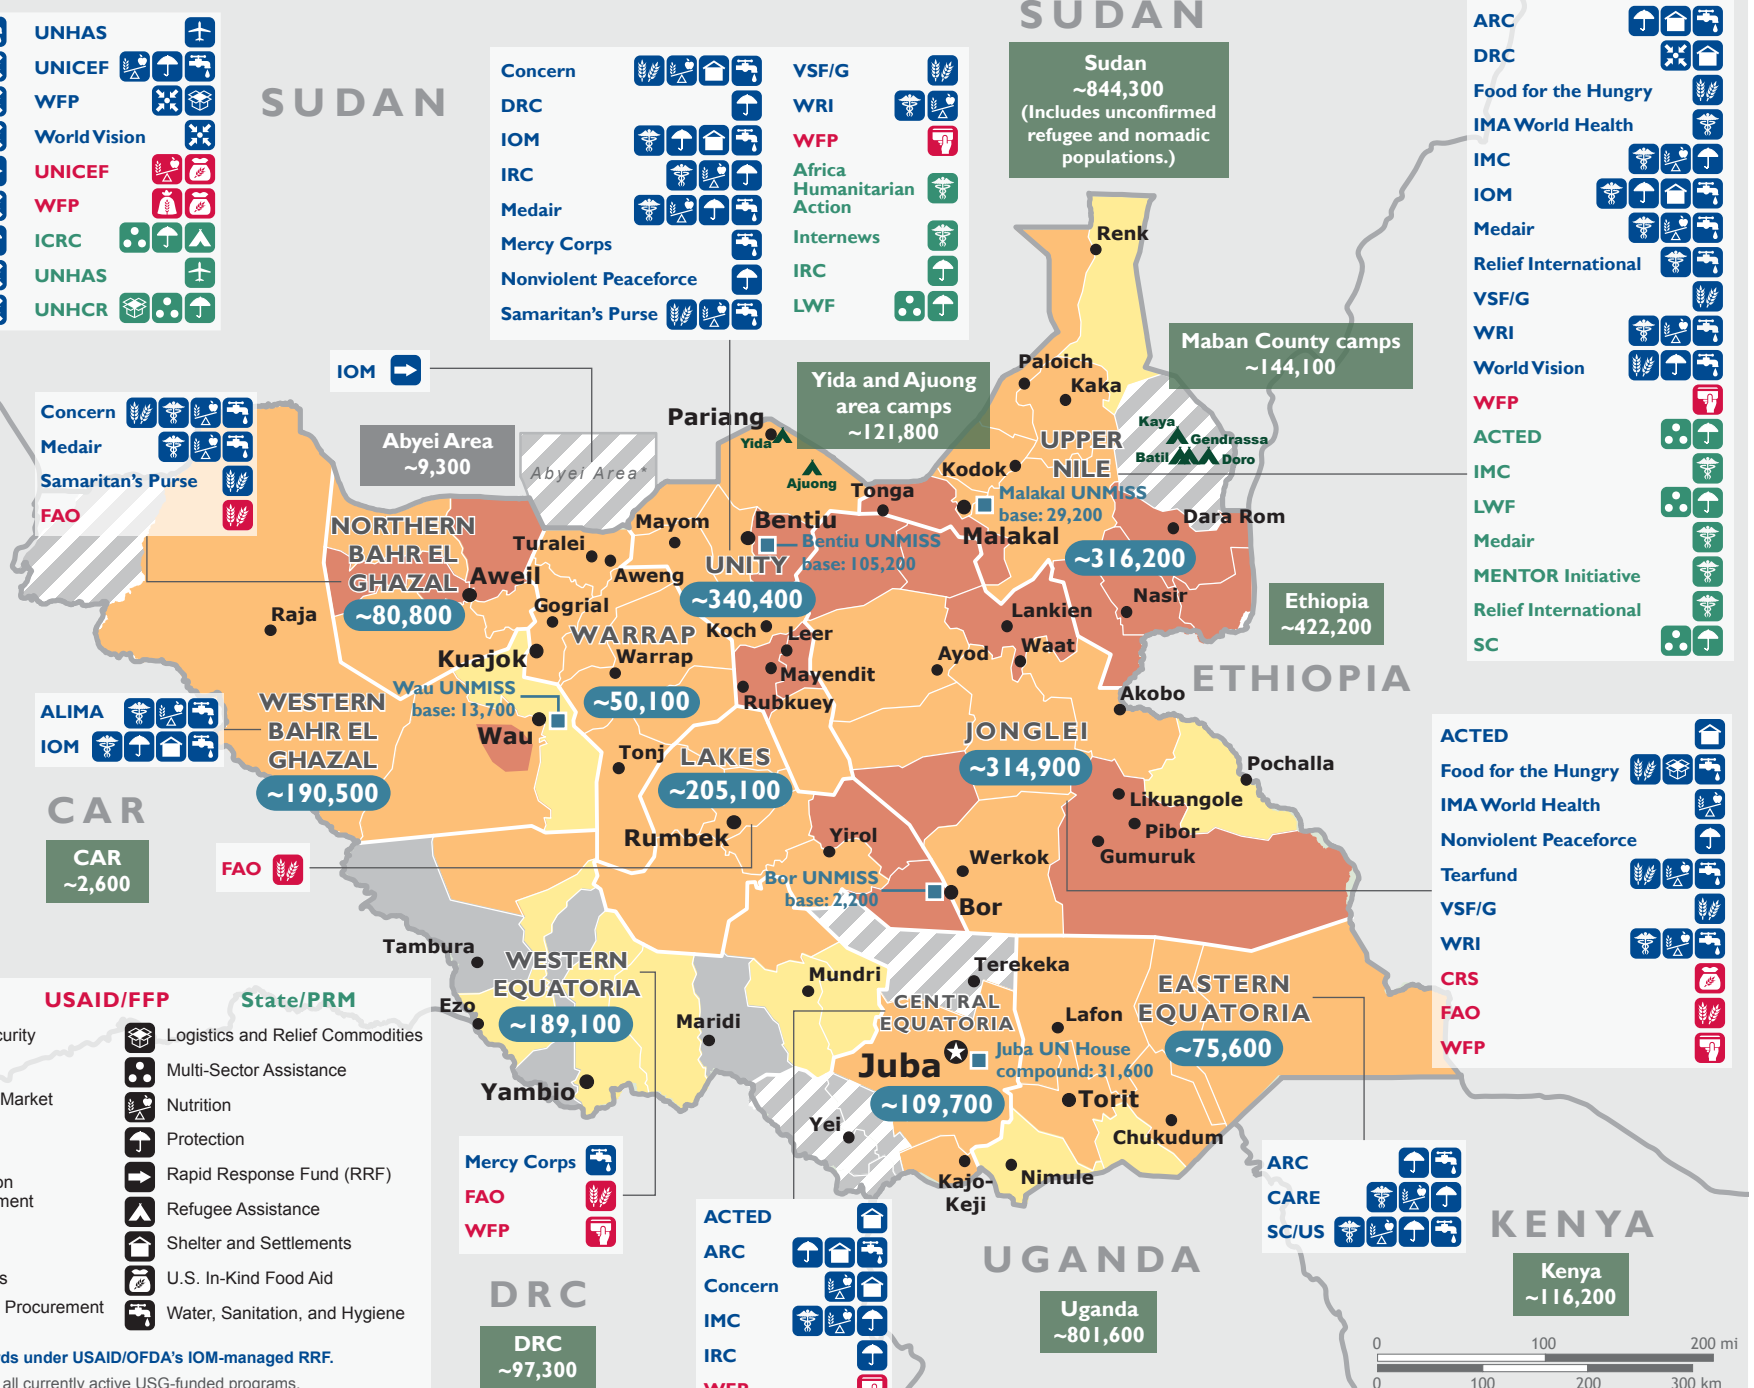 SUDAN
SUDAN
UNHAS
UNICEF
WFP
World Vision
UNICEF
WFP
ICRC
UNHAS
UNHCR
Concern
DRC
IOM
IRC
Medair
Mercy Corps
Nonviolent Peaceforce
Samaritan's Purse
VSF/G
WRI
WFP
Africa
Humanitarian
Action
Internews
IRC
LWF
Sudan
~844,300
(Includes unconfirmed
refugee and nomadic
populations.)
ARC
DRC
Food for the Hungry
IMA World Health
IMC
IOM
Medair
Relief International
VSF/G
WRI
World Vision
WFP
ACTED
IMC
LWF
Medair
MENTOR Initiative
Relief International
SC
IOM
Concern
Medair
Samaritan's Purse
FAO
Abyei Area
~9,300
Abyei Area*
Yida and Ajuong
area camps
~121,800
Maban County camps
~144,100
Renk
Paloich
Kaka
Kaya
Gendrassa
Batil
Doro
UPPER
NILE
Kodok
Pariang
Yida
Ajuong
Tonga
Malakal UNMISS
base: 29,200
Malakal
Dara Rom
~316,200
NORTHERN
BAHR EL
GHAZAL
~80,800
Aweil
Turalei
Aweng
Mayom
Bentiu
Bentiu UNMISS
base: 105,200
UNITY
~340,400
Raja
Gogrial
WARRAP
Warrap
~50,100
Kuajok
Koch
Leer
Mayendit
Rubkuey
Lankien
Nasir
Waat
Ayod
Akobo
Ethiopia
~422,200
ETHIOPIA
ALIMA
IOM
WESTERN
BAHR EL
GHAZAL
~190,500
Wau UNMISS
base: 13,700
Wau
Tonj
LAKES
~205,100
Rumbek
JONGLEI
~314,900
Pochalla
Likuangole
Pibor
Gumuruk
Yirol
Werkok
Bor UNMISS
base: 2,200
Bor
CAR
CAR
~2,600
FAO
ACTED
Food for the Hungry
IMA World Health
Nonviolent Peaceforce
Tearfund
VSF/G
WRI
CRS
FAO
WFP
Tambura
Ezo
WESTERN
EQUATORIA
~189,100
Yambio
Maridi
Mundri
Terekeka
CENTRAL
EQUATORIA
Juba
~109,700
Juba UN House
compound: 31,600
Lafon
EASTERN
EQUATORIA
~75,600
Torit
Chukudum
Yei
Kajo-
Keji
Nimule
USAID/FFP
State/PRM
Logistics and Relief Commodities
Multi-Sector Assistance
Market
Nutrition
Protection
Rapid Response Fund (RRF)
Refugee Assistance
Shelter and Settlements
U.S. In-Kind Food Aid
Procurement
Water, Sanitation, and Hygiene
under USAID/OFDA's IOM-managed RRF.
all currently active USG-funded programs.
Mercy Corps
FAO
WFP
DRC
DRC
~97,300
ACTED
ARC
Concern
IMC
IRC
WFP
UGANDA
Uganda
~801,600
ARC
CARE
SC/US
KENYA
Kenya
~116,200
0 100 200 mi
0 100 200 300 km